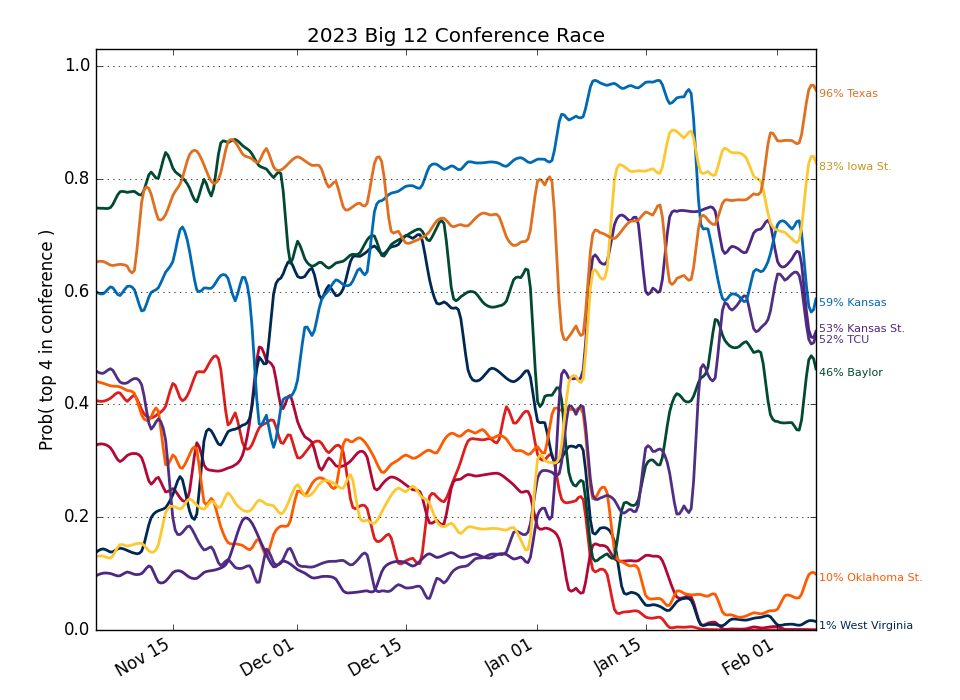 2023 Big 12 Conference Race
Prob( top 4 in conference )
1.0
0.8
0.6
0.4
0.2
0.0
Nov 15
Dec 01
Dec 15
Jan 01
Jan 15
Feb 01
96% Texas
83% Iowa St.
59% Kansas
53% Kansas St.
52% TCU
46% Baylor
10% Oklahoma St.
1% West Virginia